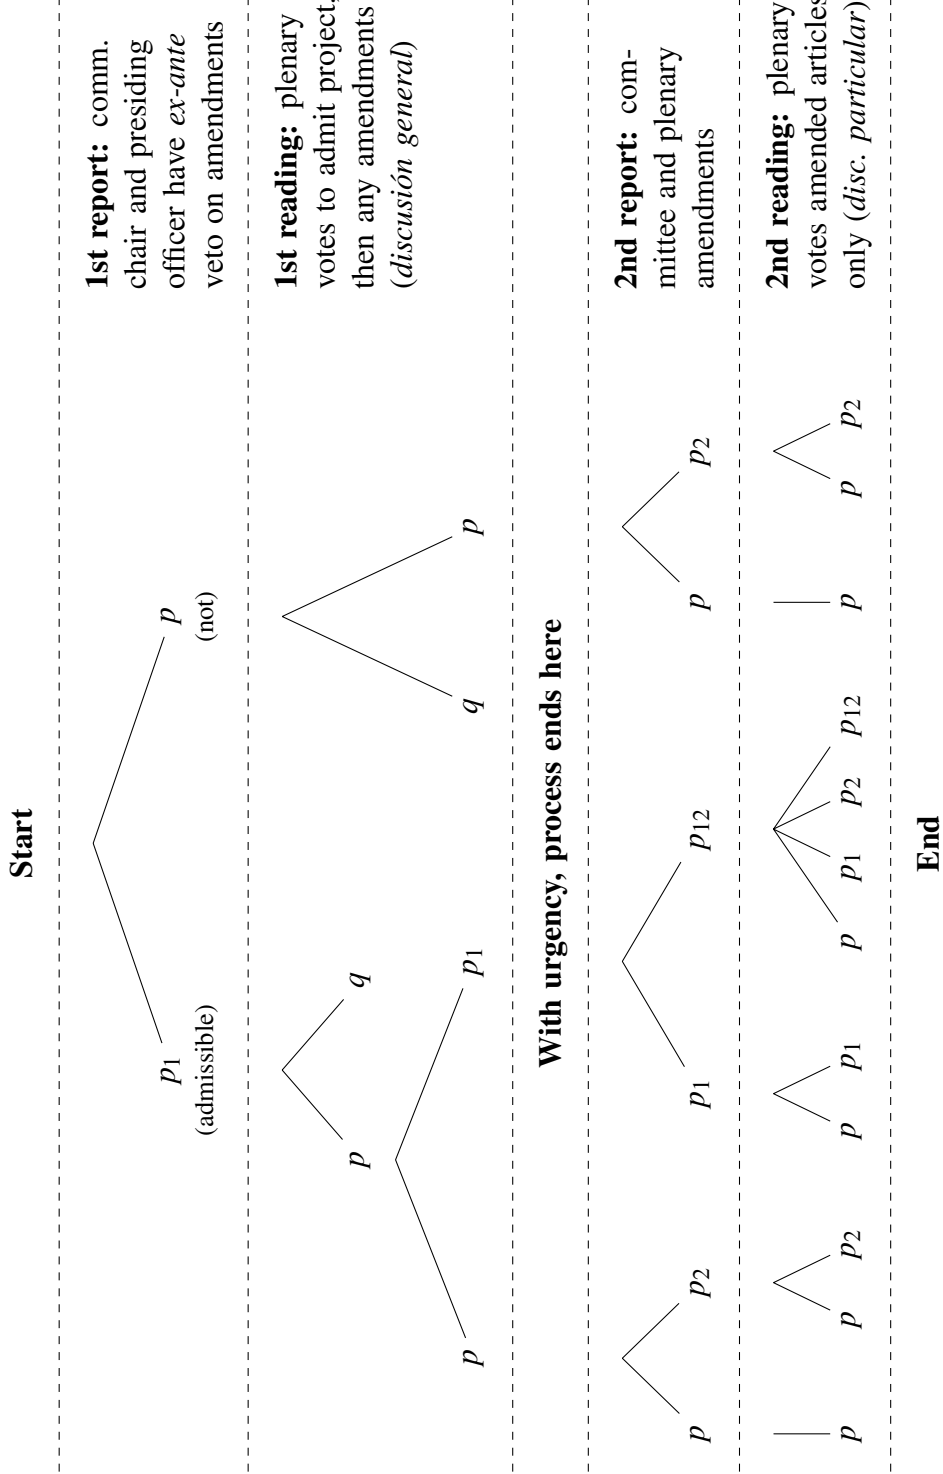 Start
p1
(admissible)
p
(not)
1st report: comm.
chair and presiding
officer have ex-ante
veto on amendments
p
q
p
p1
q
p
1st reading: plenary
votes to admit project,
then any amendments
(discusión general)
With urgency, process ends here
p
p2
p1
p12
p
p2
2nd report: com-
mittee and plenary
amendments
p
p
p2
p
p1
p
p1
p2
p12
p
p
p2
2nd reading: plenary
votes amended articles
only (disc. particular)
End